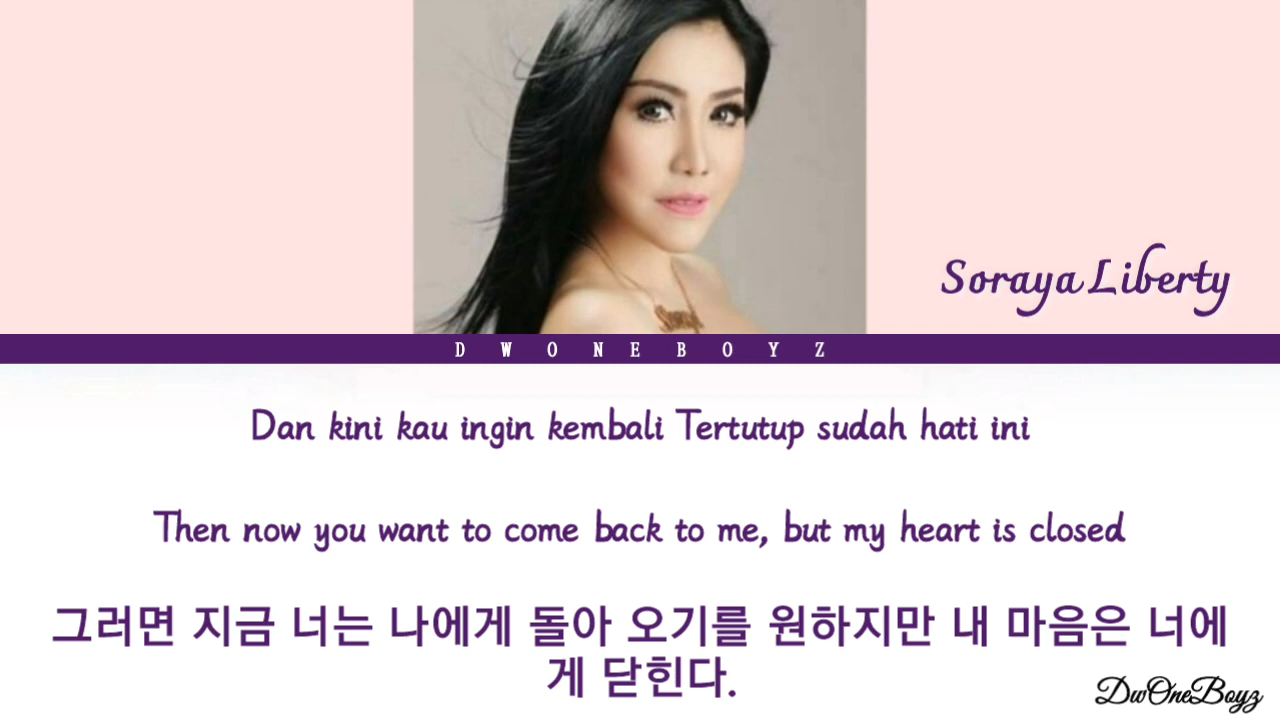 Soraya Liberty
D W O N E B O Y Z
Dan kini kau ingin kembali Tertutup sudah hati ini
Then now you want to come back to me, but my heart is closed
그러면 지금 너는 나에게 돌아 오기를 원하지만 내 마음은 너에
게 닫힌다.
DwOneBoyz